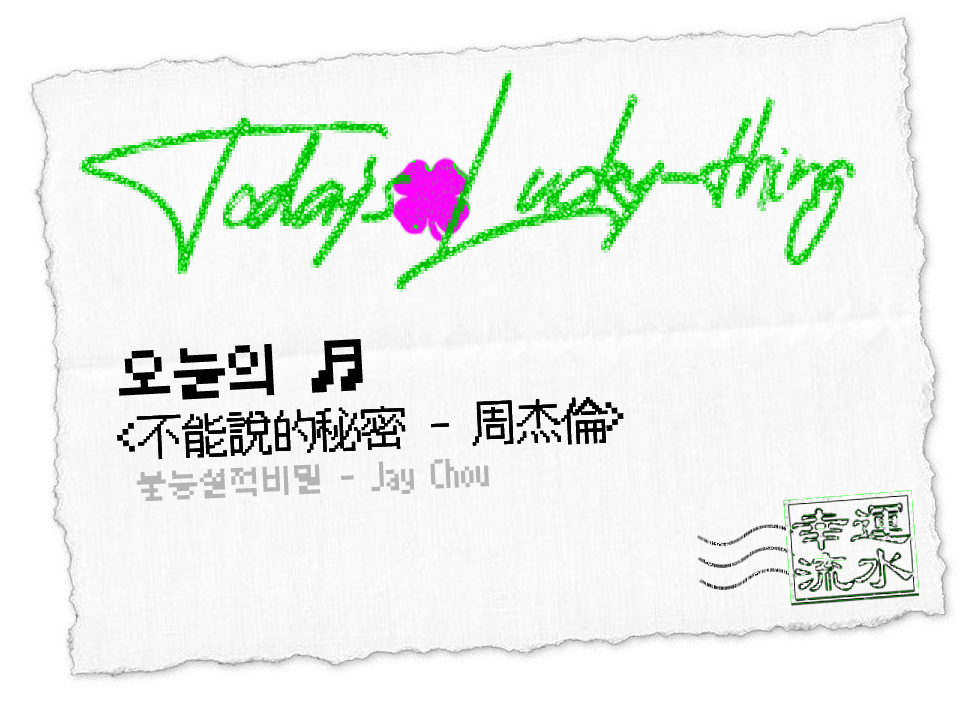 Today's Lucky-thing
오늘의 ♬
<不能說的秘密 - 周杰倫>
불능설적비밀 - Jay Chou
幸運
流水